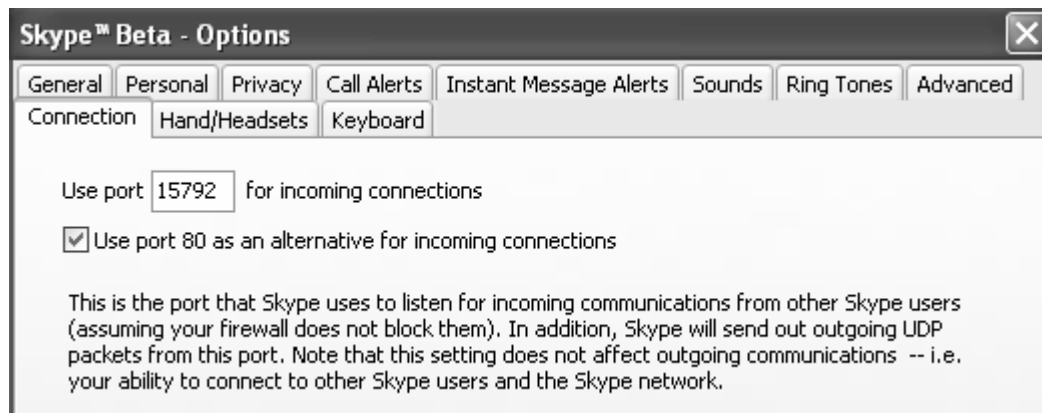 Skype™ Beta - Options
General Personal Privacy Call Alerts Instant Message Alerts Sounds Ring Tones Advanced
Connection Hand/Headsets Keyboard
Use port 15792 for incoming connections
Use port 80 as an alternative for incoming connections
This is the port that Skype uses to listen for incoming communications from other Skype users
(assuming your firewall does not block them). In addition, Skype will send out outgoing UDP
packets from this port. Note that this setting does not affect outgoing communications -- i.e.
your ability to connect to other Skype users and the Skype network.